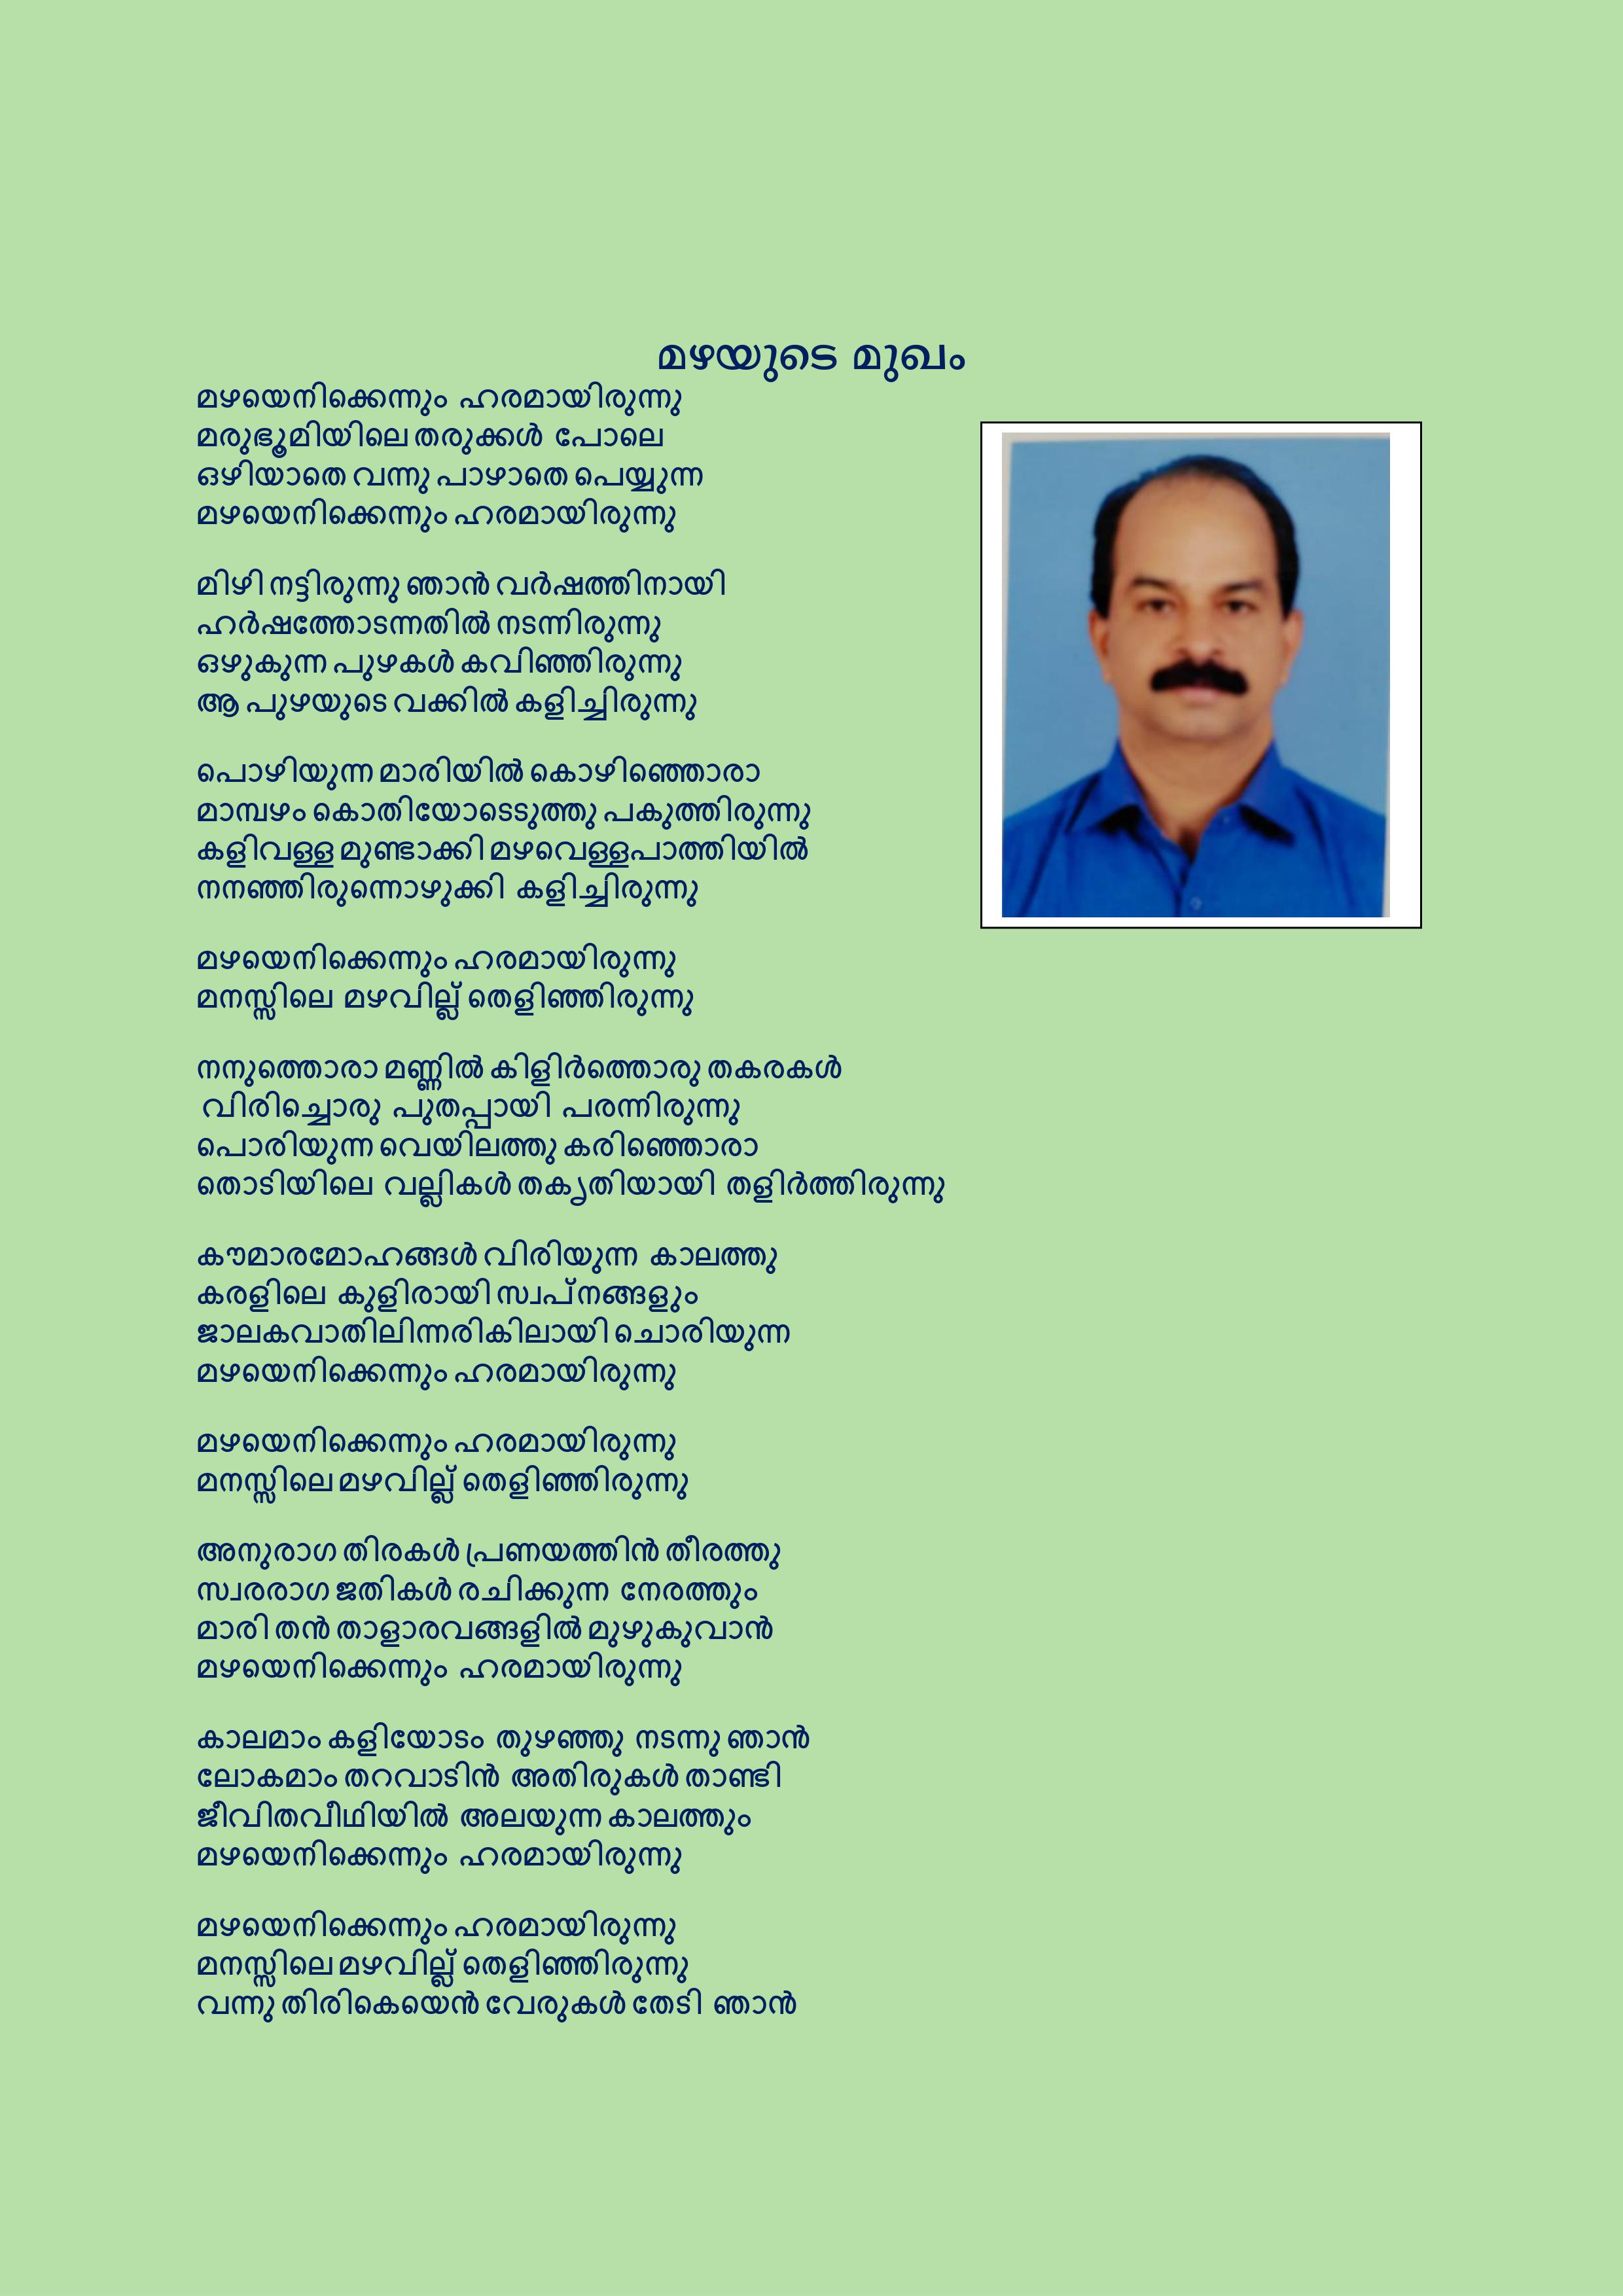 മഴയുടെ മുഖം
മഴയെനിക്കെന്നും ഹരമായിരുന്നു
മരുഭൂമിയിലെ തരുക്കൾ പോലെ
ഒഴിയാതെ വന്നു പാഴാതെ പെയ്യുന്ന
മഴയെനിക്കെന്നും ഹരമായിരുന്നു
മിഴി നട്ടിരുന്നു ഞാൻ വർഷത്തിനായി
ഹർഷത്തോടന്നതിൽ നടന്നിരുന്നു
ഒഴുകുന്ന പുഴകൾ കവിഞ്ഞിരുന്നു
ആ പുഴയുടെ വക്കിൽ കളിച്ചിരുന്നു
പൊഴിയുന്ന മാരിയിൽ കൊഴിഞ്ഞൊരാ
മാമ്പഴം കൊതിയോടെടുത്തു പകുത്തിരുന്നു
കളിവള്ള മുണ്ടാക്കി മഴവെള്ളപാത്തിയിൽ
നനഞ്ഞിരുന്നൊഴുക്കി കളിച്ചിരുന്നു
മഴയെനിക്കെന്നും ഹരമായിരുന്നു
മനസ്സിലെ മഴവില്ല് തെളിഞ്ഞിരുന്നു
നനുത്തൊരാ മണ്ണിൽ കിളിർത്തൊരു തകരകൾ
വിരിച്ചൊരു പുതപ്പായി പരന്നിരുന്നു
പൊരിയുന്ന വെയിലത്തു കരിഞ്ഞൊരാ
തൊടിയിലെ വല്ലികൾ തകൃതിയായി തളിർത്തിരുന്നു
കൗമാരമോഹങ്ങൾ വിരിയുന്ന കാലത്തു
കരളിലെ കുളിരായി സ്വപ്നങ്ങളും
ജാലകവാതിലിന്നരികിലായി ചൊരിയുന്ന
മഴയെനിക്കെന്നും ഹരമായിരുന്നു
മഴയെനിക്കെന്നും ഹരമായിരുന്നു
മനസ്സിലെ മഴവില്ല് തെളിഞ്ഞിരുന്നു
അനുരാഗ തിരകൾ പ്രണയത്തിൻ തീരത്തു
സ്വരരാഗ ജതികൾ രചിക്കുന്ന നേരത്തും
മാരി തൻ താളാരവങ്ങളിൽ മുഴുകുവാൻ
മഴയെനിക്കെന്നും ഹരമായിരുന്നു
കാലമാം കളിയോടം തുഴഞ്ഞു നടന്നു ഞാൻ
ലോകമാം തറവാടിൻ അതിരുകൾ താണ്ടി
ജീവിതവീഥിയിൽ അലയുന്ന കാലത്തും
മഴയെനിക്കെന്നും ഹരമായിരുന്നു
മഴയെനിക്കെന്നും ഹരമായിരുന്നു
മനസ്സിലെ മഴവില്ല് തെളിഞ്ഞിരുന്നു
വന്നു തിരികെയെൻ വേരുകൾ തേടി ഞാൻ